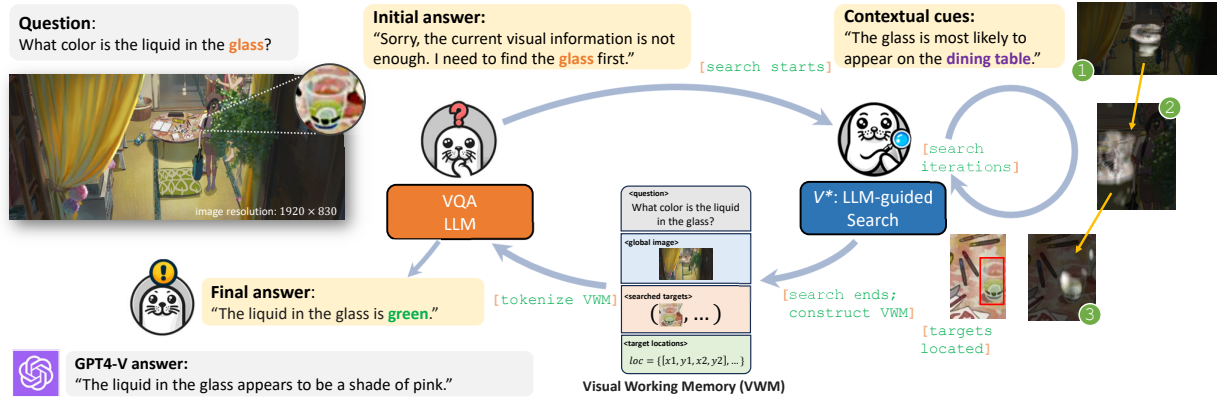 Question:
What color is the liquid in the glass?
image resolution: 1920 × 830
Initial answer:
"Sorry, the current visual information is not
enough. I need to find the glass first."
[search starts]
Contextual cues:
"The glass is most likely to
appear on the dining table."
1
2
3
[search
iterations]
VQA
LLM
V*: LLM-guided
Search
<question>
What color is the liquid
in the glass?
<global image>
<searched targets>
( , ... )
<target locations>
loc = {[x1, y1, x2, y2], ... }
Visual Working Memory (VWM)
[search ends;
construct VWM]
[targets
located]
[tokenize VWM]
Final answer:
"The liquid in the glass is green."
GPT4-V answer:
"The liquid in the glass appears to be a shade of pink."